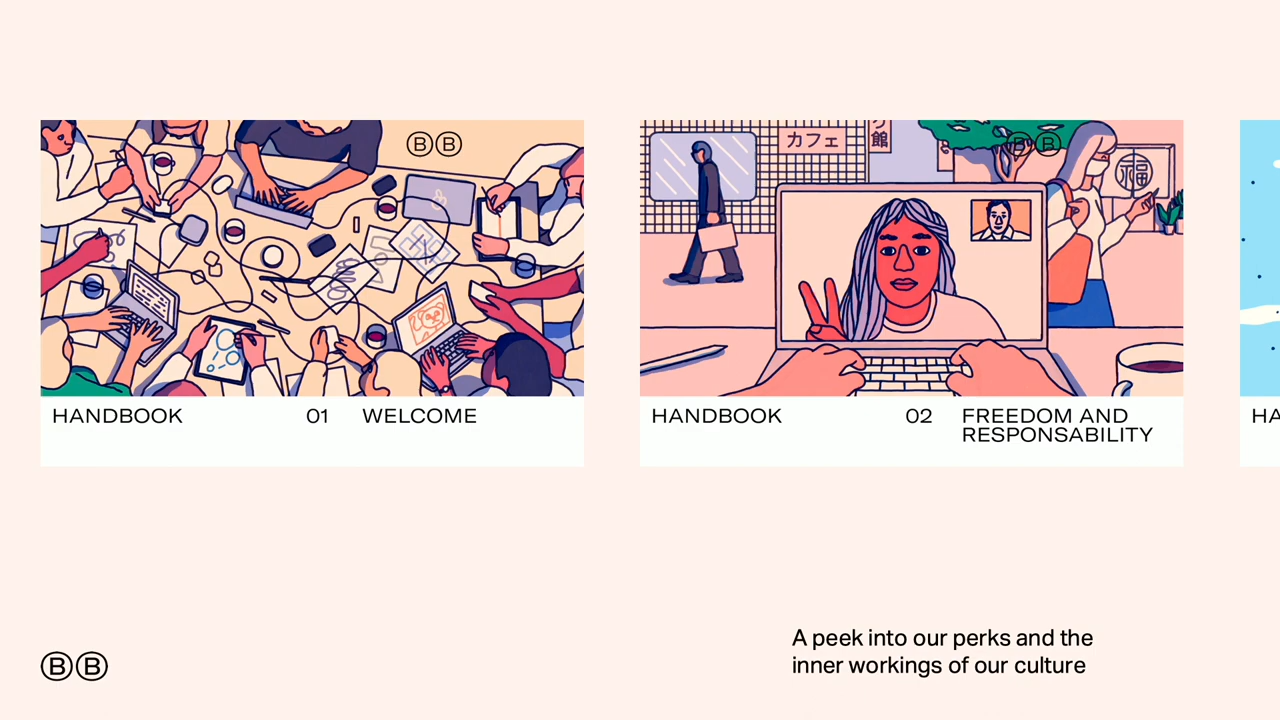 BB
カフェ
館
BB
福
HANDBOOK 01 WELCOME
HANDBOOK 02 FREEDOM AND
RESPONSABILITY
HA
BB
A peek into our perks and the
inner workings of our culture